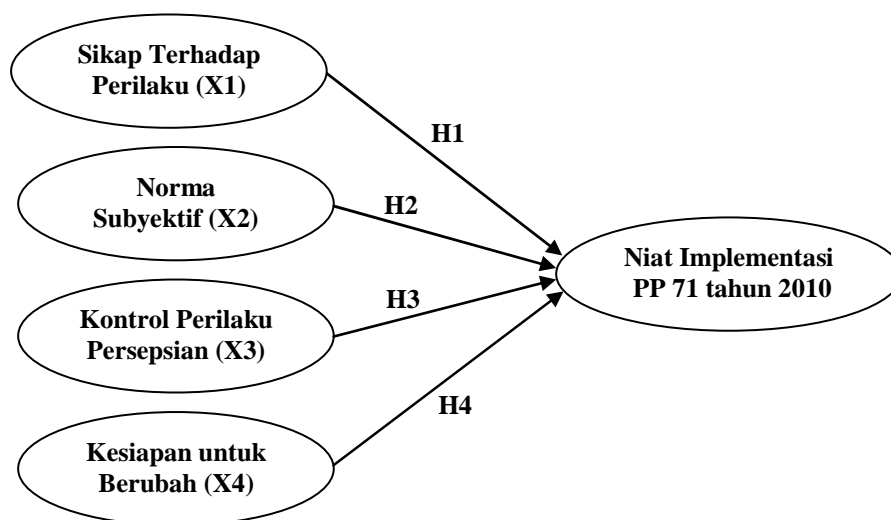 Sikap Terhadap
Perilaku (X1)
H1
Norma
Subyektif (X2)
H2
Niat Implementasi
PP 71 tahun 2010
Kontrol Perilaku
Persepsian (X3)
H3
H4
Kesiapan untuk
Berubah (X4)